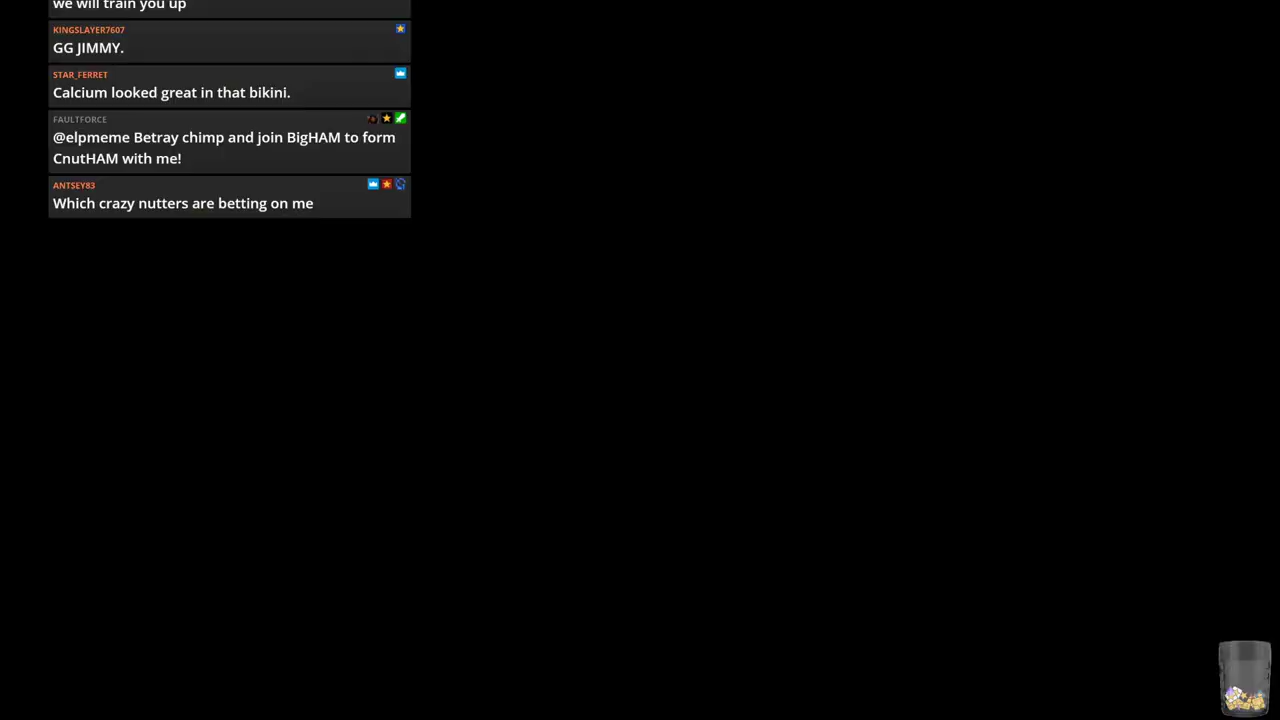 we will train you up
KINGSLAYER7607
GG JIMMY.
STAR_FERRET
Calcium looked great in that bikini.
FAULTFORCE
@elpmeme Betray chimp and join BigHAM to form
CnutHAM with me!
ANTSEY83
Which crazy nutters are betting on me